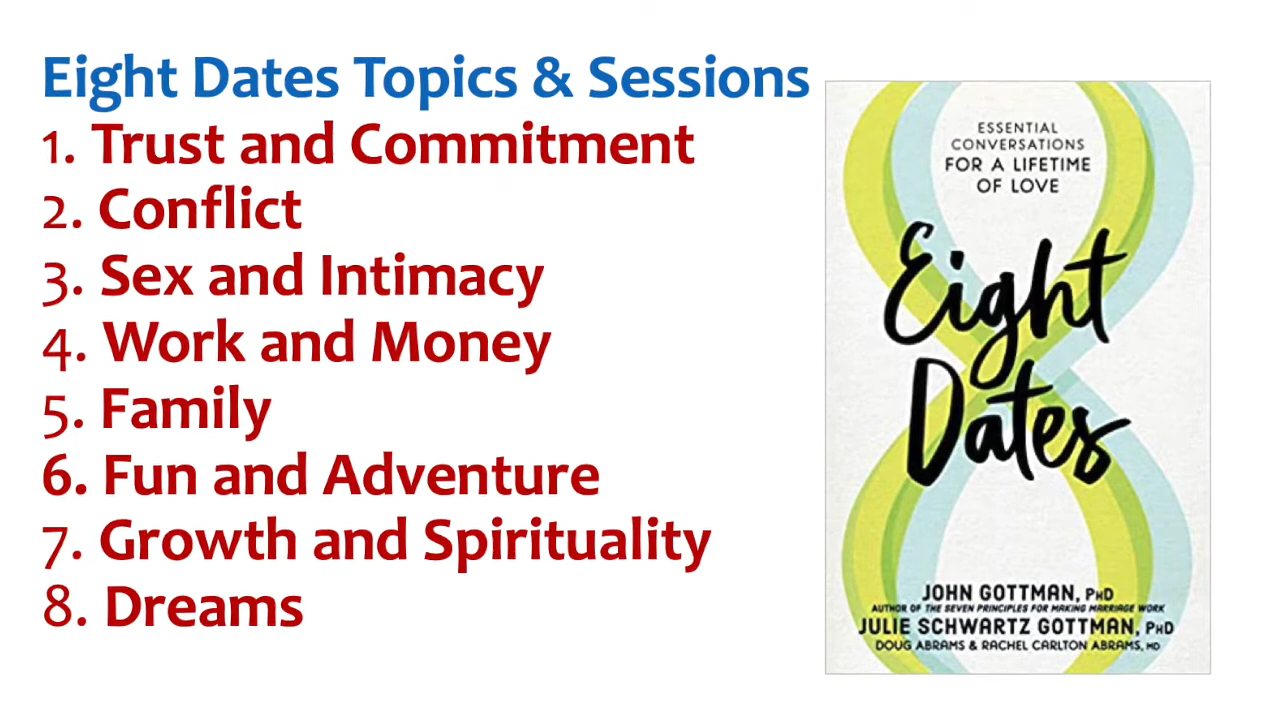 Eight Dates Topics & Sessions
1. Trust and Commitment
2. Conflict
3. Sex and Intimacy
4. Work and Money
5. Family
6. Fun and Adventure
7. Growth and Spirituality
8. Dreams
ESSENTIAL
CONVERSATIONS
FOR A LIFETIME
OF LOVE
Eight
Dates
JOHN GOTTMAN, PHD
AUTHOR OF THE SEVEN PRINCIPLES FOR MAKING MARRIAGE WORK
JULIE SCHWARTZ GOTTMAN, PHD
DOUG ABRAMS & RACHEL CARLTON ABRAMS, MD